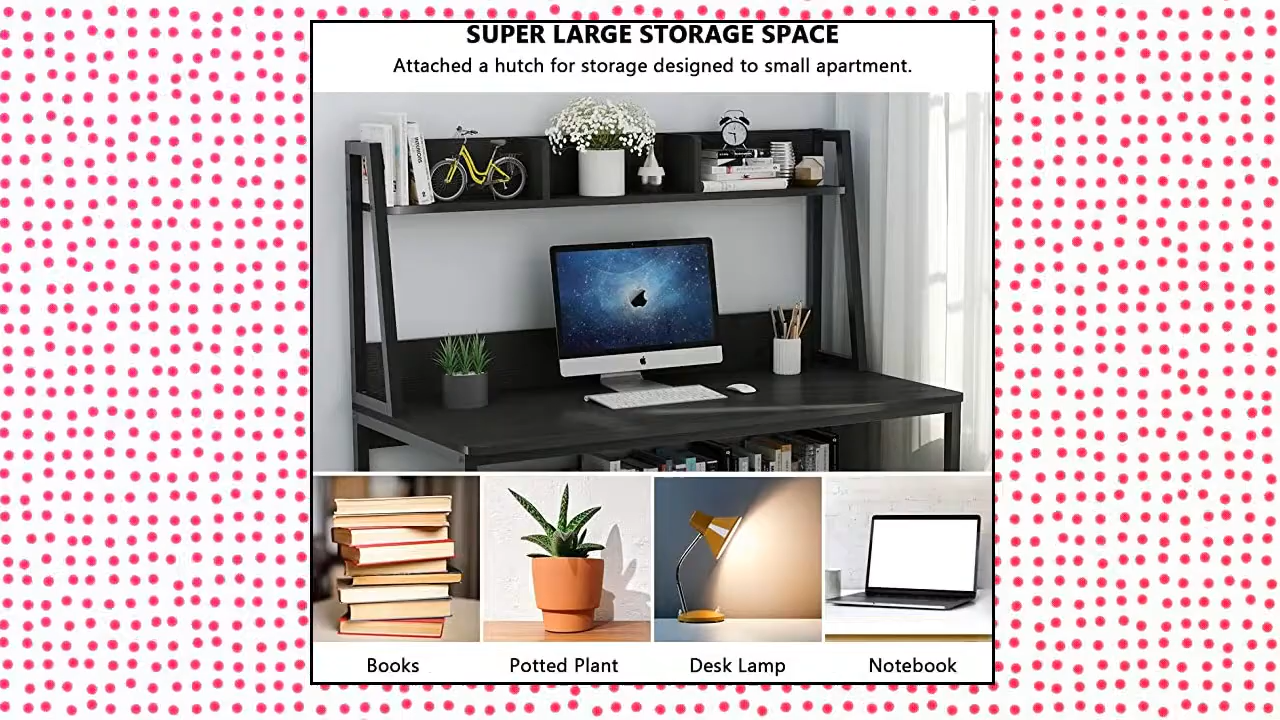 SUPER LARGE STORAGE SPACE
Attached a hutch for storage designed to small apartment.
Books
Potted Plant
Desk Lamp
Notebook